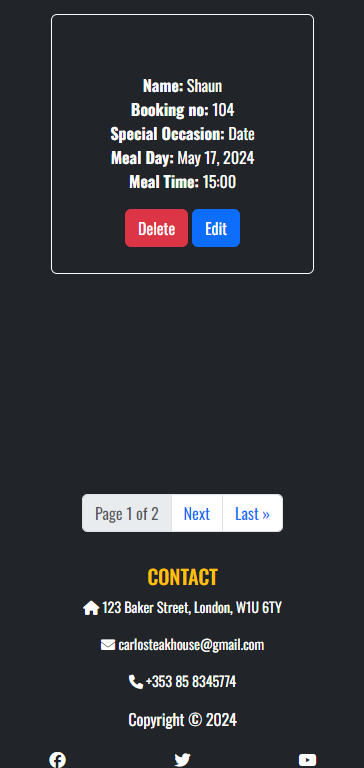 Name: Shaun
Booking no: 104
Special Occasion: Date
Meal Day: May 17, 2024
Meal Time: 15:00
Delete Edit
Page 1 of 2 Next Last »
CONTACT
123 Baker Street, London, W1U 6TY
carlosteakhouse@gmail.com
+353 85 8345774
Copyright © 2024